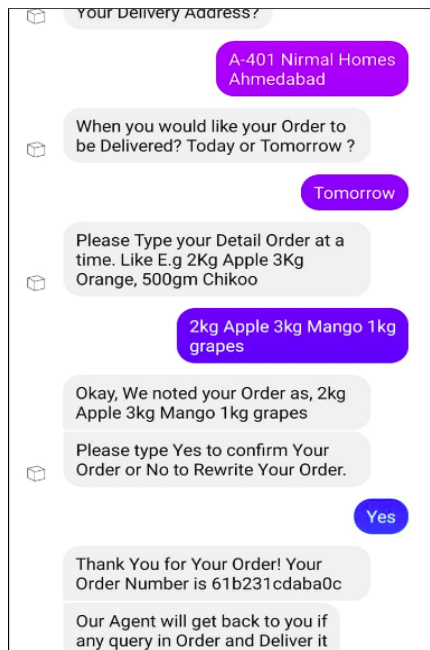 Your Delivery Address?
A-401 Nirmal Homes
Ahmedabad
When you would like your Order to
be Delivered? Today or Tomorrow ?
Tomorrow
Please Type your Detail Order at a
time. Like E.g 2Kg Apple 3Kg
Orange, 500gm Chikoo
2kg Apple 3kg Mango 1kg
grapes
Okay, We noted your Order as, 2kg
Apple 3kg Mango 1kg grapes
Please type Yes to confirm Your
Order or No to Rewrite Your Order.
Yes
Thank You for Your Order! Your
Order Number is 61b231cdaba0c
Our Agent will get back to you if
any query in Order and Deliver it